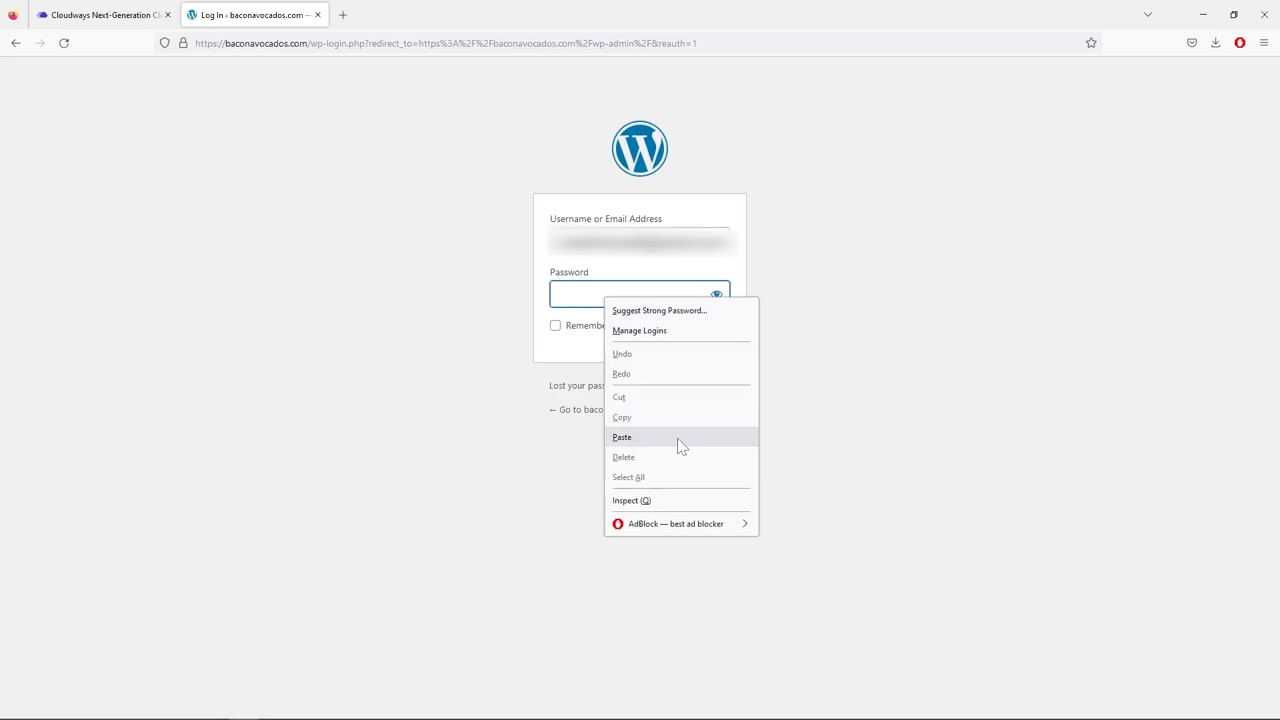 Cloudways Next-Generation Cl
Log In ‹ baconavocados.com —
https://baconavocados.com/wp-login.php?redirect_to=https%3A%2F%2Fbaconavocados.com%2Fwp-admin%2F&reauth=1
Username or Email Address
Password
Remembe
Lost your pass
← Go to baco
Suggest Strong Password...
Manage Logins
Undo
Redo
Cut
Copy
Paste
Delete
Select All
Inspect (Q)
AdBlock — best ad blocker